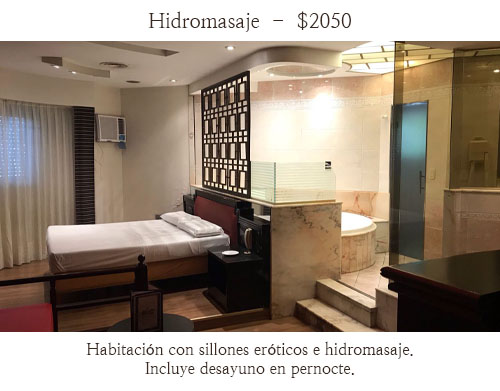 Hidromasaje - $2050
Habitación con sillones eróticos e hidromasaje.
Incluye desayuno en pernocte.